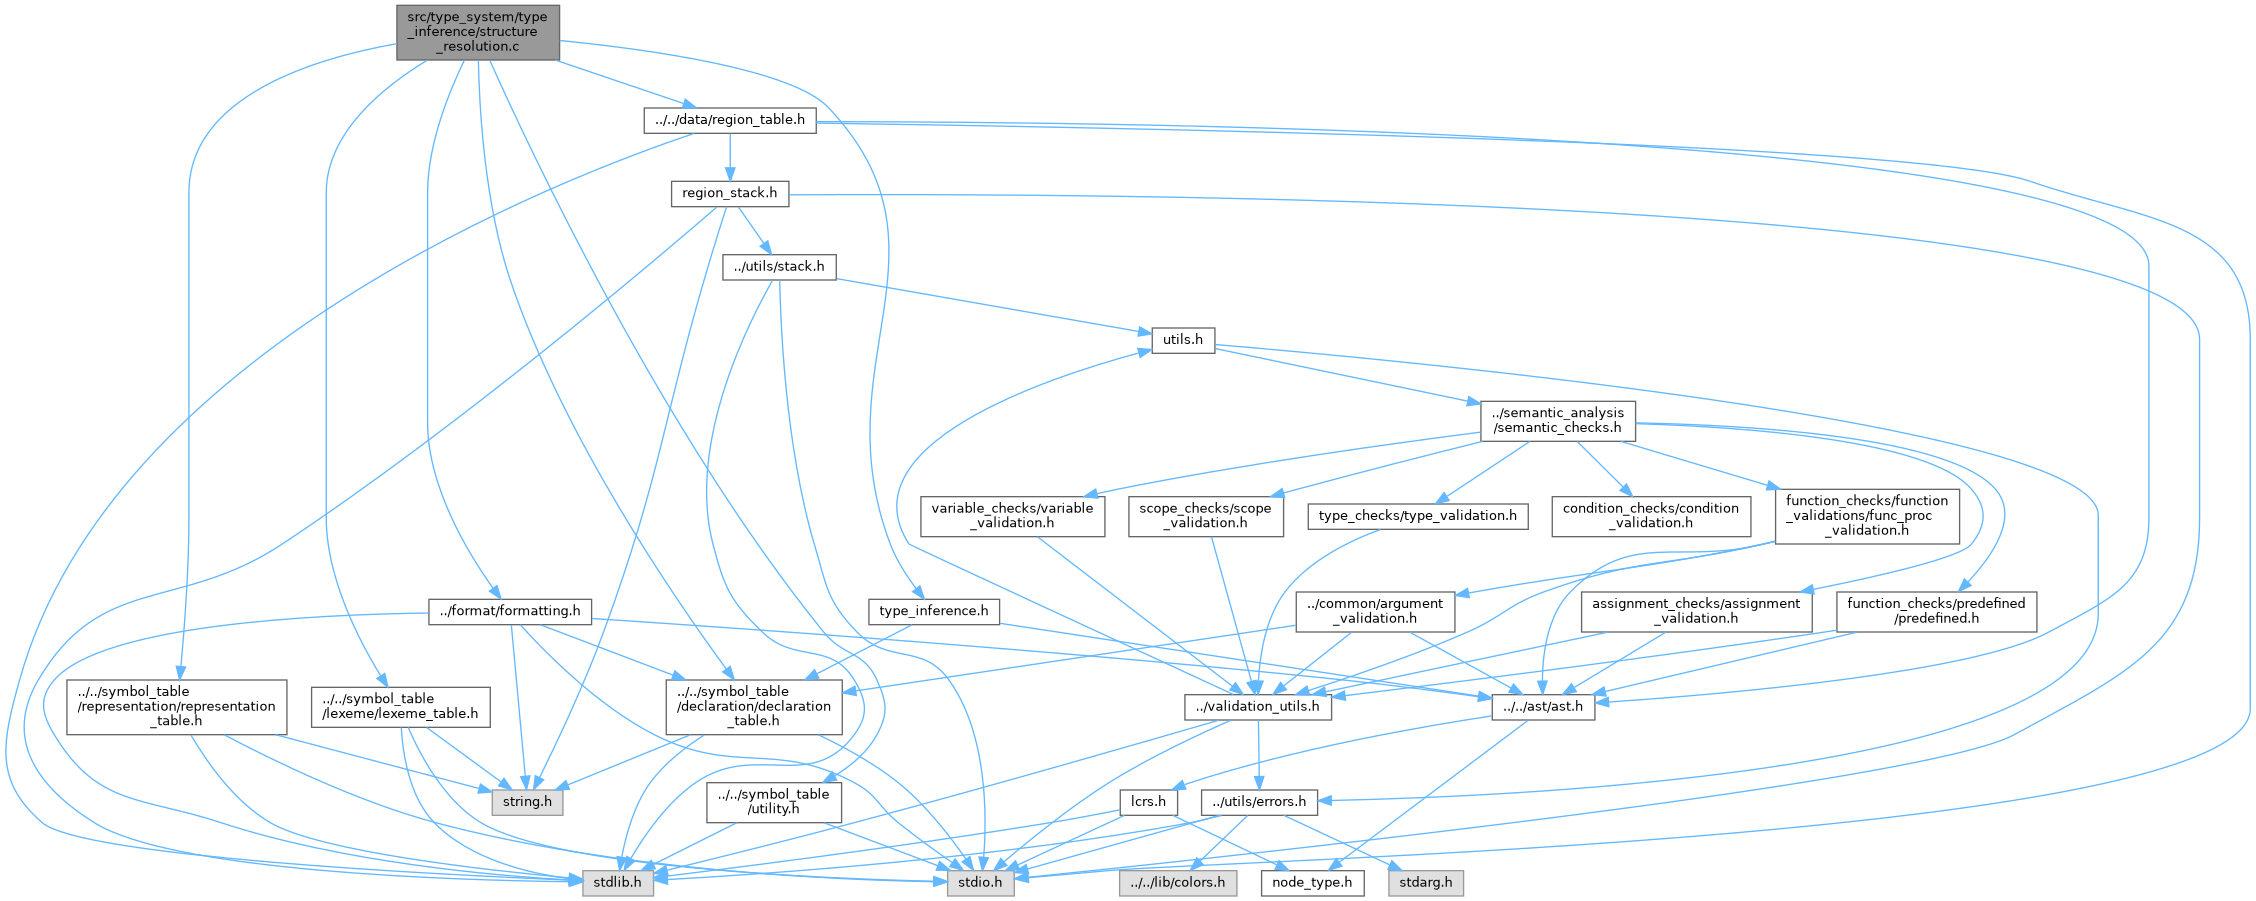 src/type_system/type
_inference/structure
_resolution.c
../../data/region_table.h
region_stack.h
../utils/stack.h
utils.h
../semantic_analysis
/semantic_checks.h
variable_checks/variable
_validation.h
scope_checks/scope
_validation.h
type_checks/type_validation.h
condition_checks/condition
_validation.h
function_checks/function
_validations/func_proc
_validation.h
../format/formatting.h
type_inference.h
../common/argument
_validation.h
assignment_checks/assignment
_validation.h
function_checks/predefined
/predefined.h
../../symbol_table
/representation/representation
_table.h
../../symbol_table
/lexeme/lexeme_table.h
../../symbol_table
/declaration/declaration
_table.h
../validation_utils.h
../../ast/ast.h
string.h
../../symbol_table
/utility.h
lcrs.h
../utils/errors.h
stdlib.h
stdio.h
../../lib/colors.h
node_type.h
stdarg.h